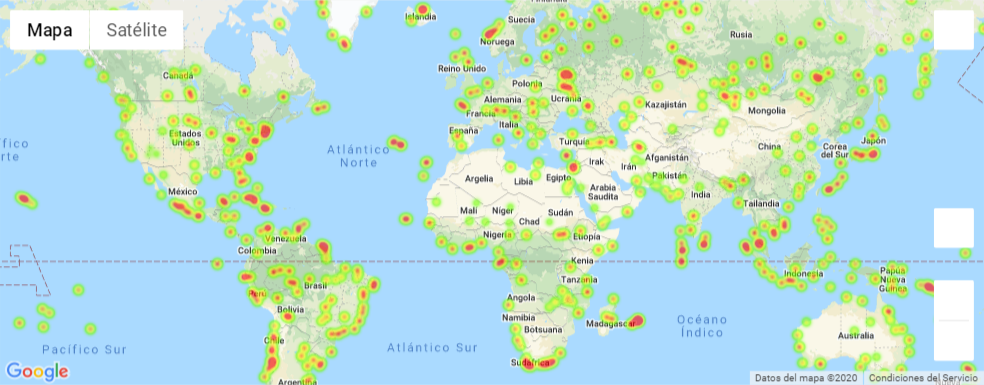 Mapa
Satélite
Islandia
Suecia
Finlandia
Noruega
Rusia
Canadá
Reino Unido
Polonia
Alemania
Ucrania
Kazajistán
Francia
Mongolia
Italia
Estados
Unidos
España
Turquía
Japón
Corea
del Sur
China
Atlántico
Norte
Irak
Irán
Afganistán
Pakistán
Argelia
Libia
Egipto
Arabia
Saudita
India
México
Malí
Níger
Chad
Sudán
Tailandia
Nigeria
Etiopía
Venezuela
Colombia
Kenia
Indonesia
Papúa
Nueva
Guinea
Perú
Brasil
Tanzania
Angola
Bolivia
Namibia
Botsuana
Madagascar
Océano
Índico
Australia
Chile
Pacífico Sur
Atlántico Sur
Sudáfrica
Argentina
Google
Datos del mapa ©2020
Condiciones del Servicio